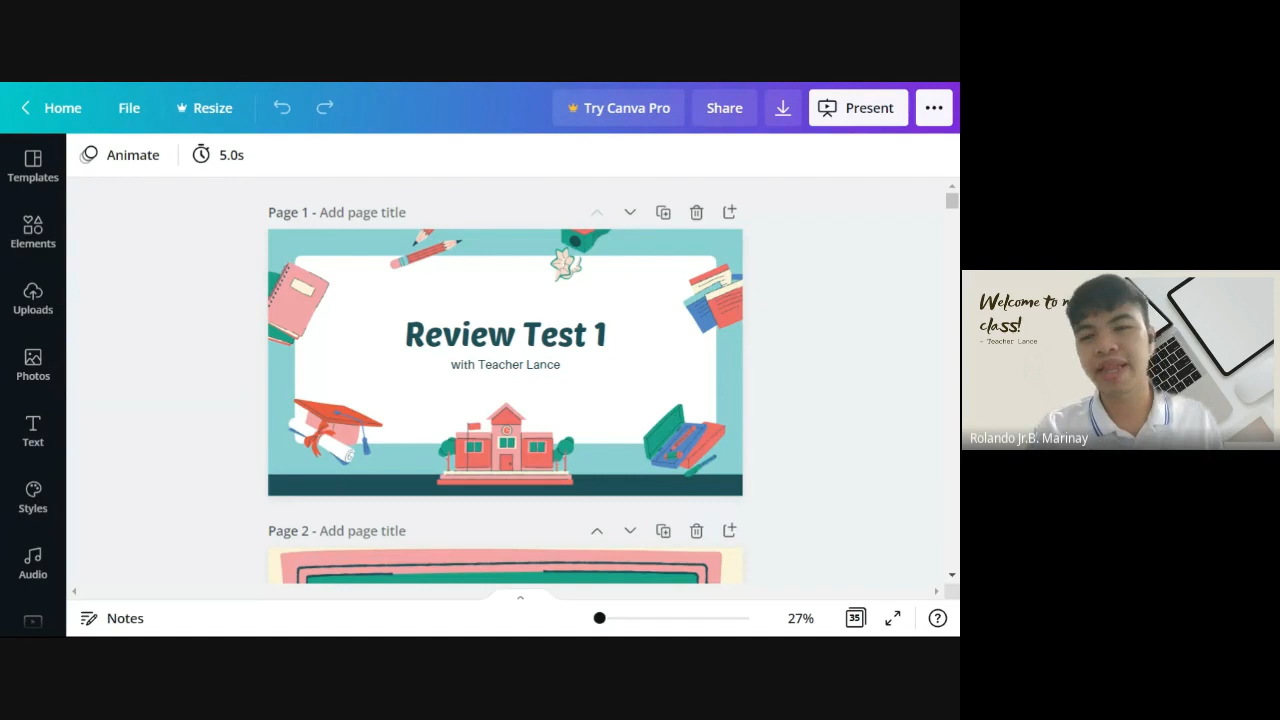 Home
File
Resize
Try Canva Pro
Share
Present
Animate
5.0s
Templates
Elements
Uploads
Photos
Text
Styles
Audio
Page 1 - Add page title
Review Test 1
with Teacher Lance
Page 2 - Add page title
Notes
27%
35
Welcome to m
class!
- Teacher Lance
Rolando Jr.B. Marinay